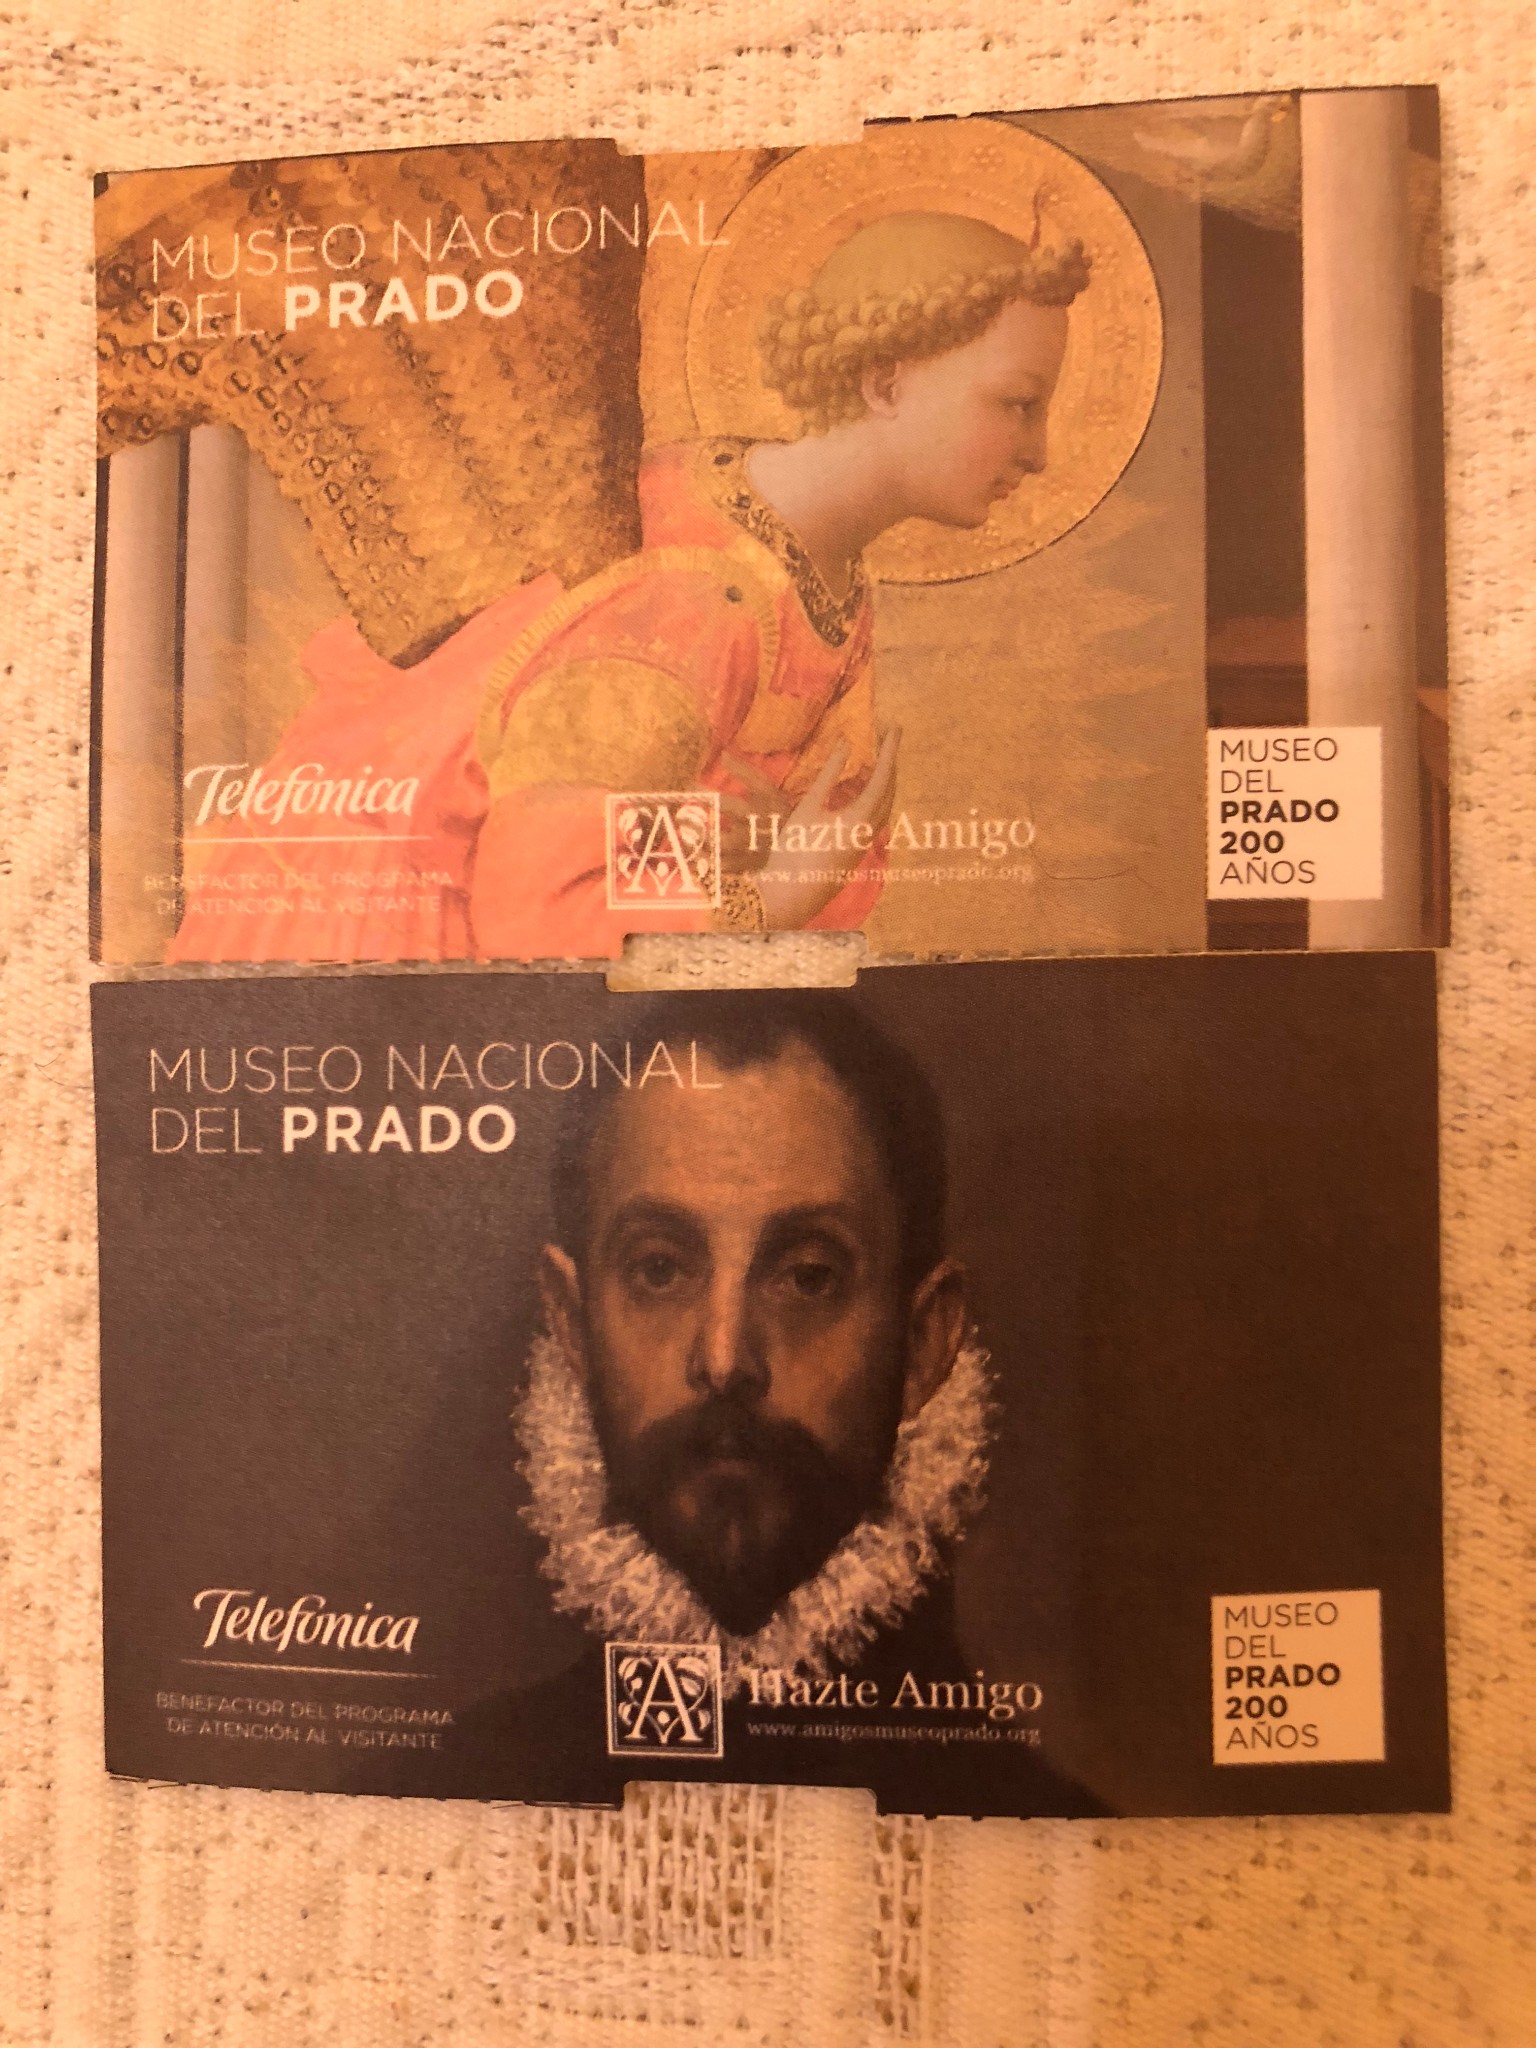 MUSEO NACIONAL
DEL PRADO
Telefónica
BENEFACTOR DEL PROGRAMA
DE ATENCIÓN AL VISITANTE
A
Hazte Amigo
www.amigosmuseoprado.org
MUSEO
DEL
PRADO
200
AÑOS
MUSEO NACIONAL
DEL PRADO
Telefónica
BENEFACTOR DEL PROGRAMA
DE ATENCIÓN AL VISITANTE
A
Hazte Amigo
www.amigosmuseoprado.org
MUSEO
DEL
PRADO
200
AÑOS